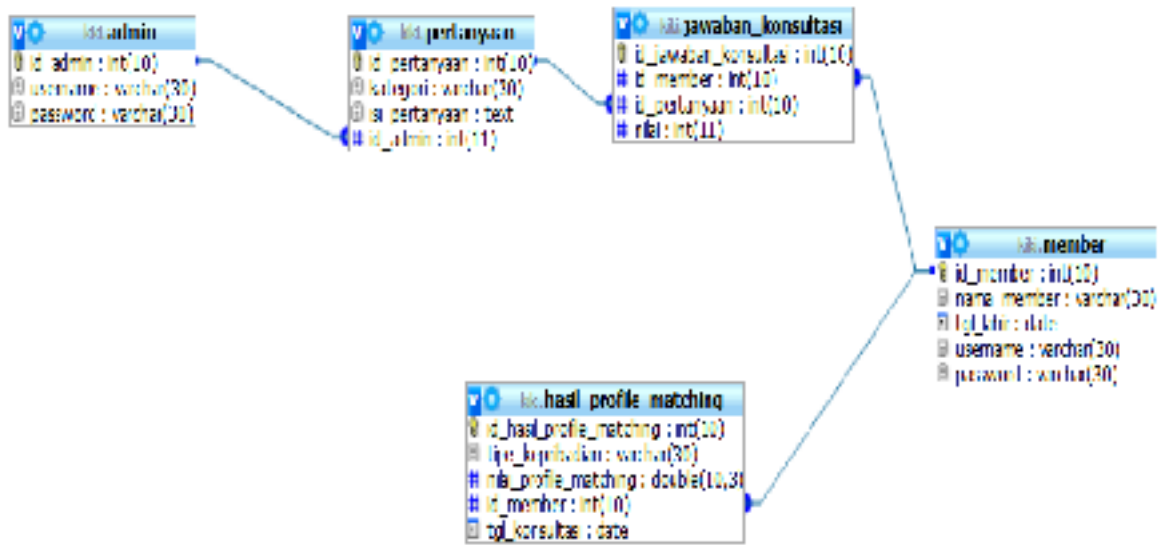 admin
id_admin : int(10)
username : varchar(30)
password : varchar(30)
pertanyaan
id_pertanyaan : int(10)
kategori : varchar(30)
isi_pertanyaan : text
id_admin : int(11)
jawaban_konsultasi
id_jawaban_konsultasi : int(10)
id_member : int(10)
id_pertanyaan : int(10)
nilai : int(11)
member
id_member : int(10)
nama_member : varchar(30)
tgl_lahir : date
username : varchar(30)
password : varchar(30)
hasil_profile_matching
id_hasil_profile_matching : int(10)
tipe_kepribadian : varchar(30)
nilai_profile_matching : double(10,3)
id_member : int(10)
tgl_konsultasi : date